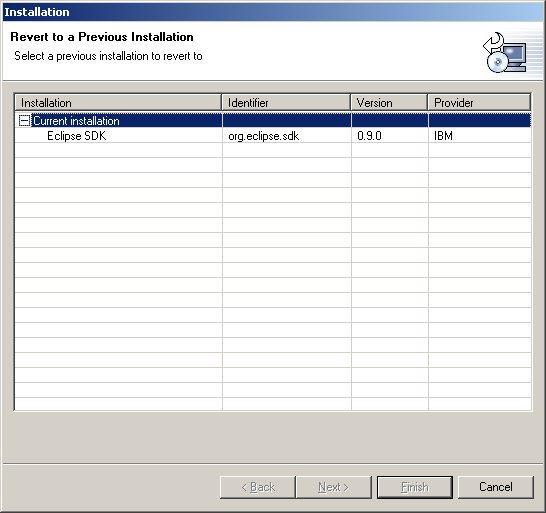 Installation
Revert to a Previous Installation
Select a previous installation to revert to
Installation Identifier Version Provider
Current installation
Eclipse SDK org.eclipse.sdk 0.9.0 IBM
< Back Next > Finish Cancel